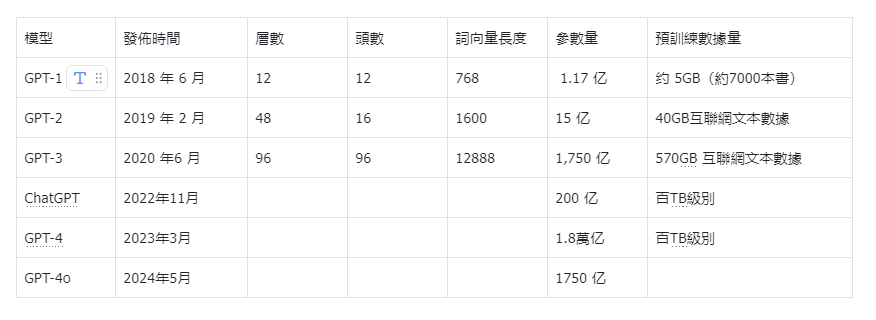 模型 發佈時間 層數 頭數 詞向量長度 參數量 預訓練數據量
GPT-1 T 2018 年 6 月 12 12 768 1.17 亿 约 5GB（約7000本書）
GPT-2 2019 年 2 月 48 16 1600 15 亿 40GB互聯網文本數據
GPT-3 2020 年6 月 96 96 12888 1,750 亿 570GB 互聯網文本數據
ChatGPT 2022年11月 200 亿 百TB級別
GPT-4 2023年3月 1.8萬亿 百TB級別
GPT-4o 2024年5月 1750 亿